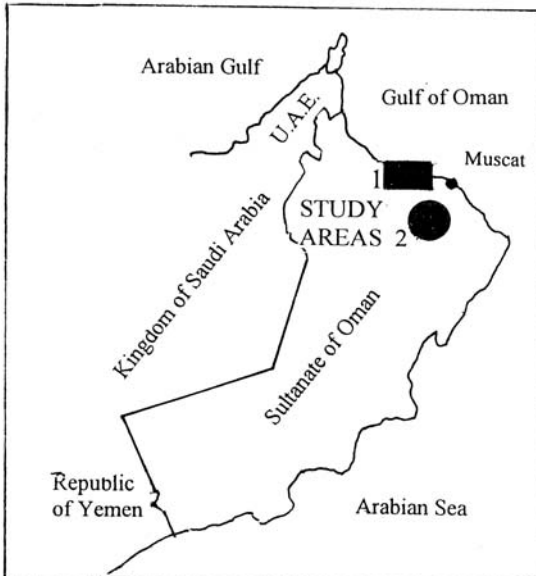 Arabian Gulf
U.A.E.
Gulf of Oman
Muscat
1
STUDY
AREAS 2
Kingdom of Saudi Arabia
Sultanate of Oman
Republic
of Yemen
Arabian Sea